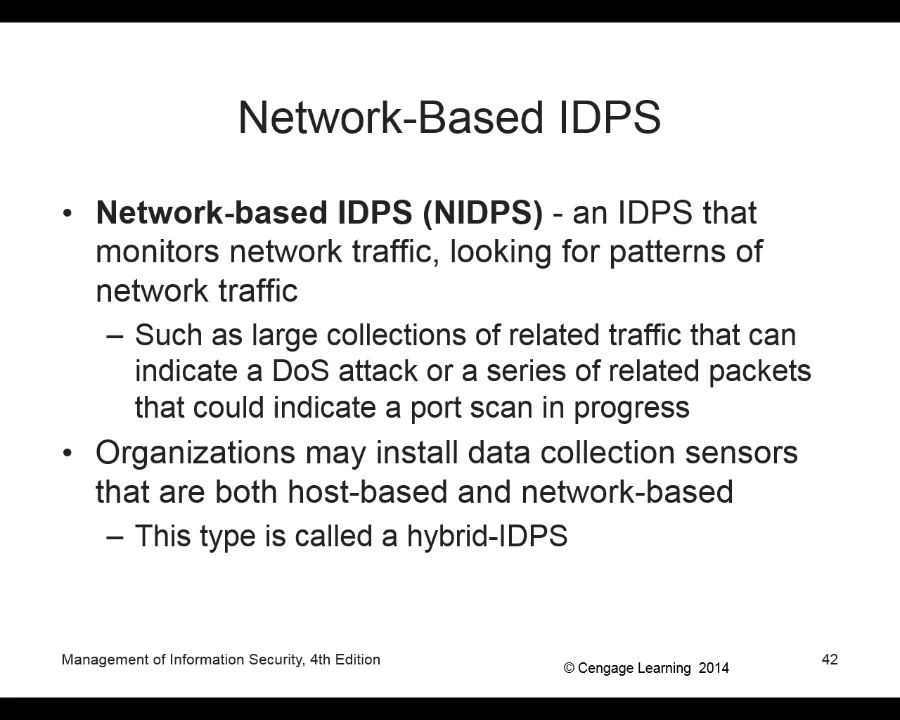 Network-Based IDPS
• Network-based IDPS (NIDPS) - an IDPS that
monitors network traffic, looking for patterns of
network traffic
– Such as large collections of related traffic that can
indicate a DoS attack or a series of related packets
that could indicate a port scan in progress
• Organizations may install data collection sensors
that are both host-based and network-based
– This type is called a hybrid-IDPS
Management of Information Security, 4th Edition
© Cengage Learning 2014
42